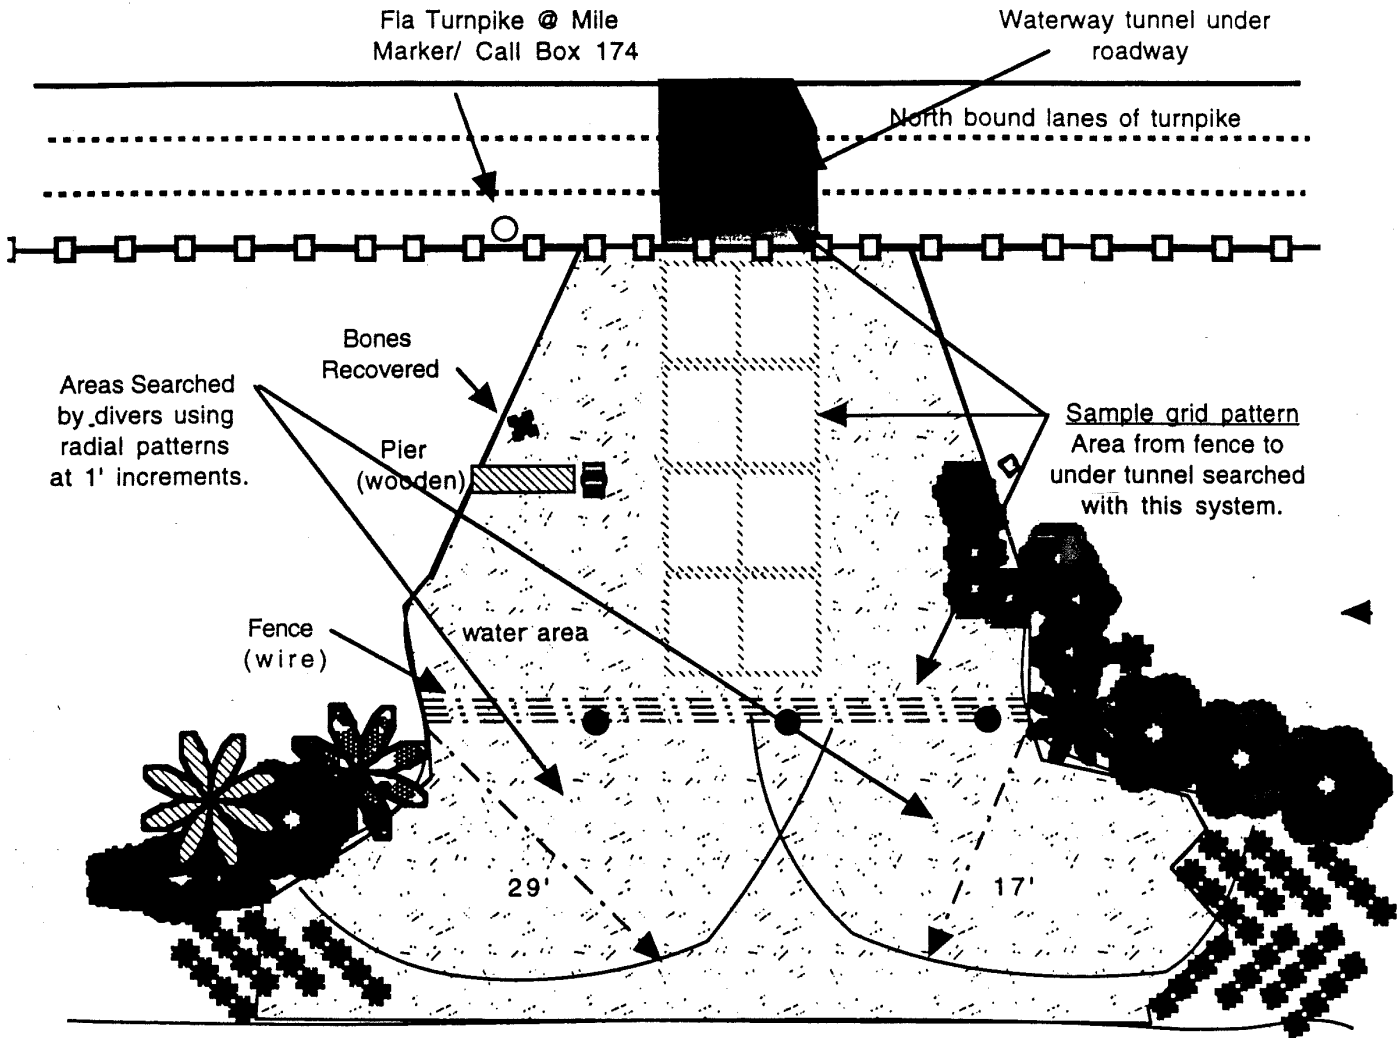 Fla Turnpike @ Mile
Marker/ Call Box 174
Waterway tunnel under
roadway
North bound lanes of turnpike
Bones
Recovered
Areas Searched
by divers using
radial patterns
at 1' increments.
Pier
(wooden)
Sample grid pattern
Area from fence to
under tunnel searched
with this system.
Fence
(wire)
water area
29'
17'